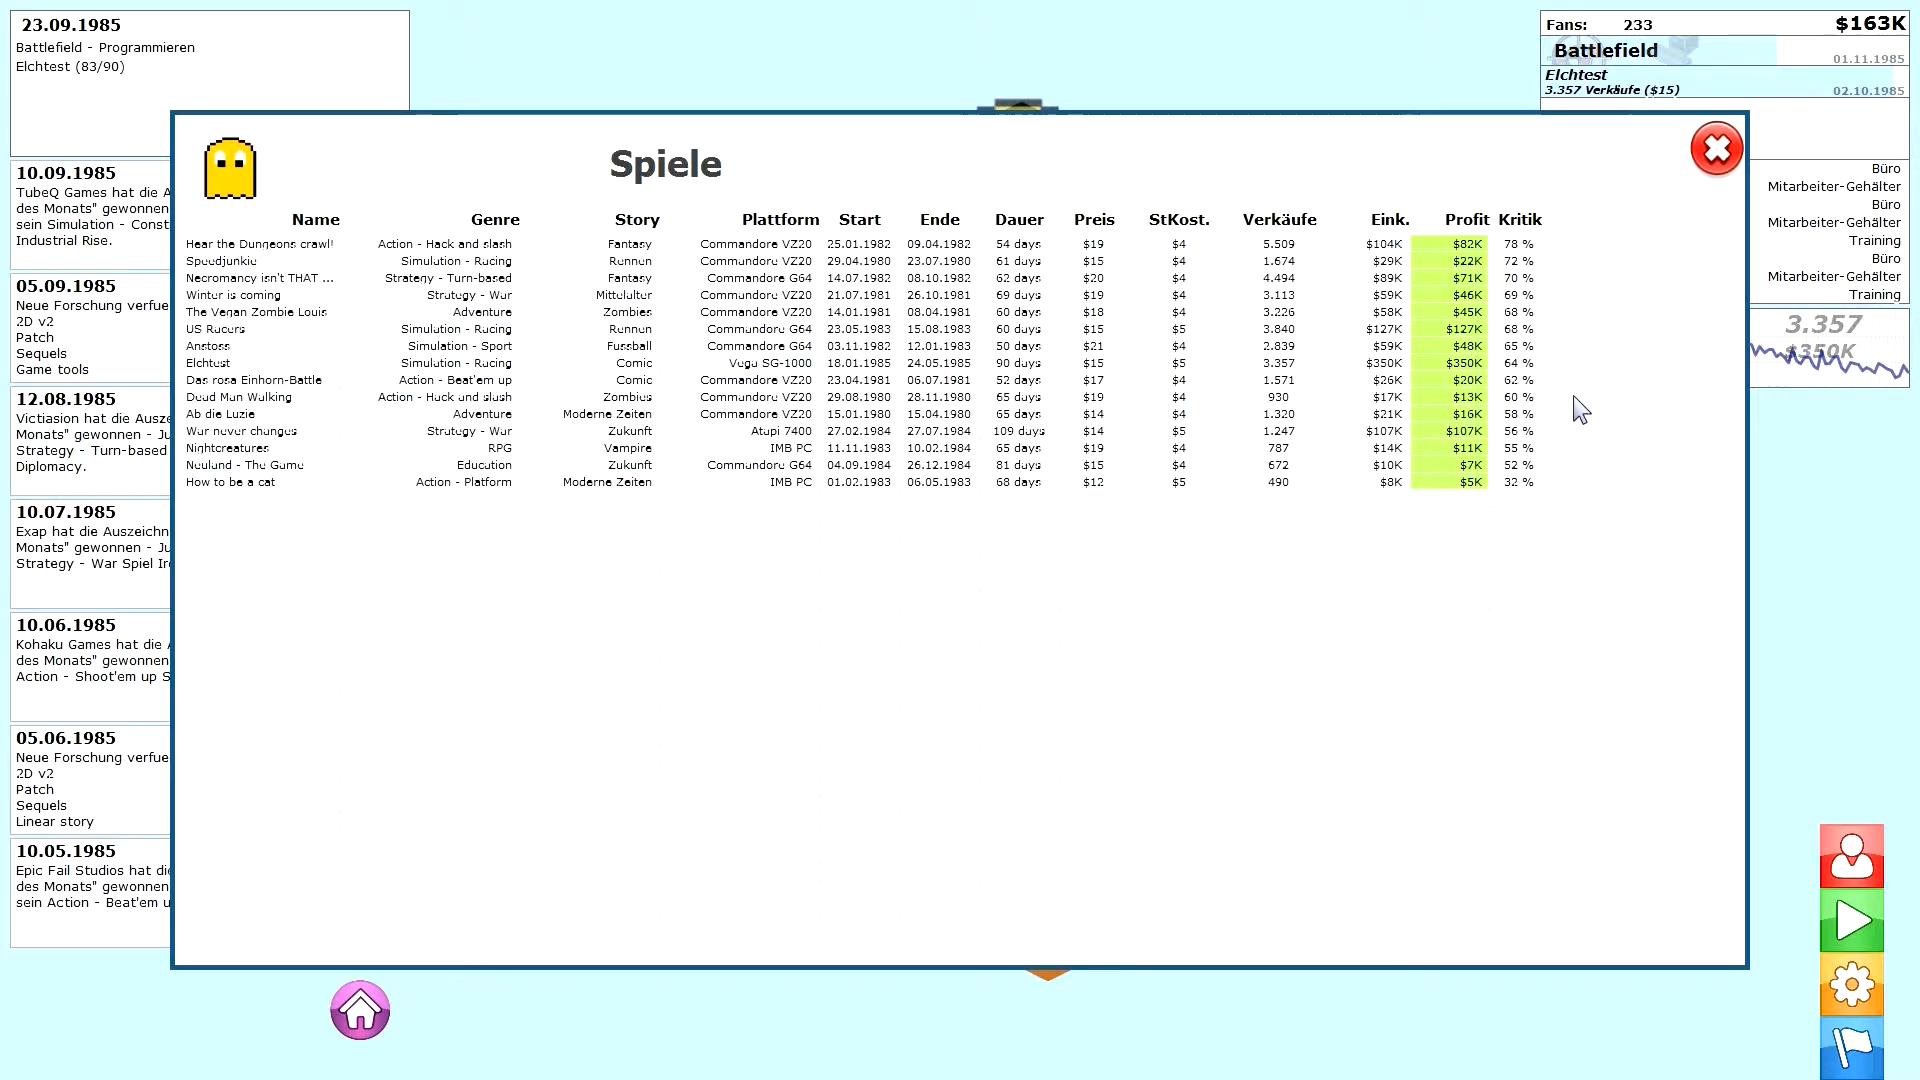 23.09.1985
Battlefield - Programmieren
Elchtest (83/90)
10.09.1985
TubeQ Games hat die A
des Monats" gewonnen
sein Simulation - Const
Industrial Rise.
05.09.1985
Neue Forschung verfue
2D v2
Patch
Sequels
Game tools
12.08.1985
Victiasion hat die Ausze
Monats" gewonnen - Ju
Strategy - Turn-based
Diplomacy.
10.07.1985
Exap hat die Auszeichn
Monats" gewonnen - Ju
Strategy - War Spiel Ir
10.06.1985
Kohaku Games hat die A
des Monats" gewonnen
Action - Shoot'em up S
05.06.1985
Neue Forschung verfue
2D v2
Patch
Sequels
Linear story
10.05.1985
Epic Fail Studios hat die
des Monats" gewonnen
sein Action - Beat'em u
Spiele
Name Genre Story Plattform Start Ende Dauer Preis StKost. Verkäufe Eink. Profit Kritik
Hear the Dungeons crawl! Action - Hack and slash Fantasy Commandore VZ20 25.01.1982 09.04.1982 54 days $19 $4 5.509 $104K $82K 78 %
Speedjunkie Simulation - Racing Rennen Commandore VZ20 29.04.1980 23.07.1980 61 days $15 $4 1.674 $29K $22K 72 %
Necromancy isn't THAT ... Strategy - Turn-based Fantasy Commandore G64 14.07.1982 08.10.1982 62 days $20 $4 4.494 $89K $71K 70 %
Winter is coming Strategy - War Mittelalter Commandore VZ20 21.07.1981 26.10.1981 69 days $19 $4 3.113 $59K $46K 69 %
The Vegan Zombie Louis Adventure Zombies Commandore VZ20 14.01.1981 08.04.1981 60 days $18 $4 3.226 $58K $45K 68 %
US Racers Simulation - Racing Rennen Commandore G64 23.05.1983 15.08.1983 60 days $15 $5 3.840 $127K $127K 68 %
Anstoss Simulation - Sport Fussball Commandore G64 03.11.1982 12.01.1983 50 days $21 $4 2.839 $59K $48K 65 %
Elchtest Simulation - Racing Comic Vega SG-1000 18.01.1985 24.05.1985 90 days $15 $5 3.357 $350K $350K 64 %
Das rosa Einhorn-Battle Action - Beat'em up Comic Commandore VZ20 23.04.1981 06.07.1981 52 days $17 $4 1.571 $26K $20K 62 %
Dead Man Walking Action - Hack and slash Zombies Commandore VZ20 29.08.1980 28.11.1980 65 days $19 $4 930 $17K $13K 60 %
Ab die Luzie Adventure Moderne Zeiten Commandore VZ20 15.01.1980 15.04.1980 65 days $14 $4 1.320 $21K $16K 58 %
War never changes Strategy - War Zukunft Atapi 7400 27.02.1984 27.07.1984 109 days $14 $5 1.247 $107K $107K 56 %
Nightcreatures RPG Vampire IMB PC 11.11.1983 10.02.1984 65 days $19 $4 787 $14K $11K 55 %
Neuland - The Game Education Zukunft Commandore G64 04.09.1984 26.12.1984 81 days $15 $4 672 $10K $7K 52 %
How to be a cat Action - Platform Moderne Zeiten IMB PC 01.02.1983 06.05.1983 68 days $12 $5 490 $8K $5K 32 %
Fans: 233 $163K
Battlefield 01.11.1985
Elchtest
3.357 Verkäufe ($15) 02.10.1985
Büro
Mitarbeiter-Gehälter
Büro
Mitarbeiter-Gehälter
Training
Büro
Mitarbeiter-Gehälter
Training
3.357
$350K